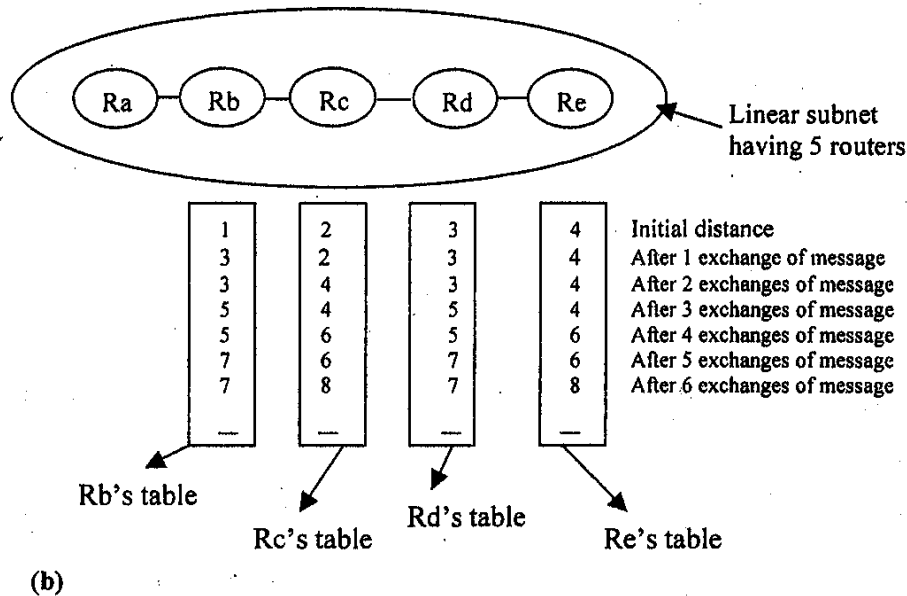 Ra Rb Rc Rd Re
Linear subnet
having 5 routers
1 2 3 4 Initial distance
3 2 3 4 After 1 exchange of message
3 4 3 4 After 2 exchanges of message
5 4 5 4 After 3 exchanges of message
5 6 5 6 After 4 exchanges of message
7 6 7 6 After 5 exchanges of message
7 8 7 8 After 6 exchanges of message
Rb's table
Rc's table
Rd's table
Re's table
(b)